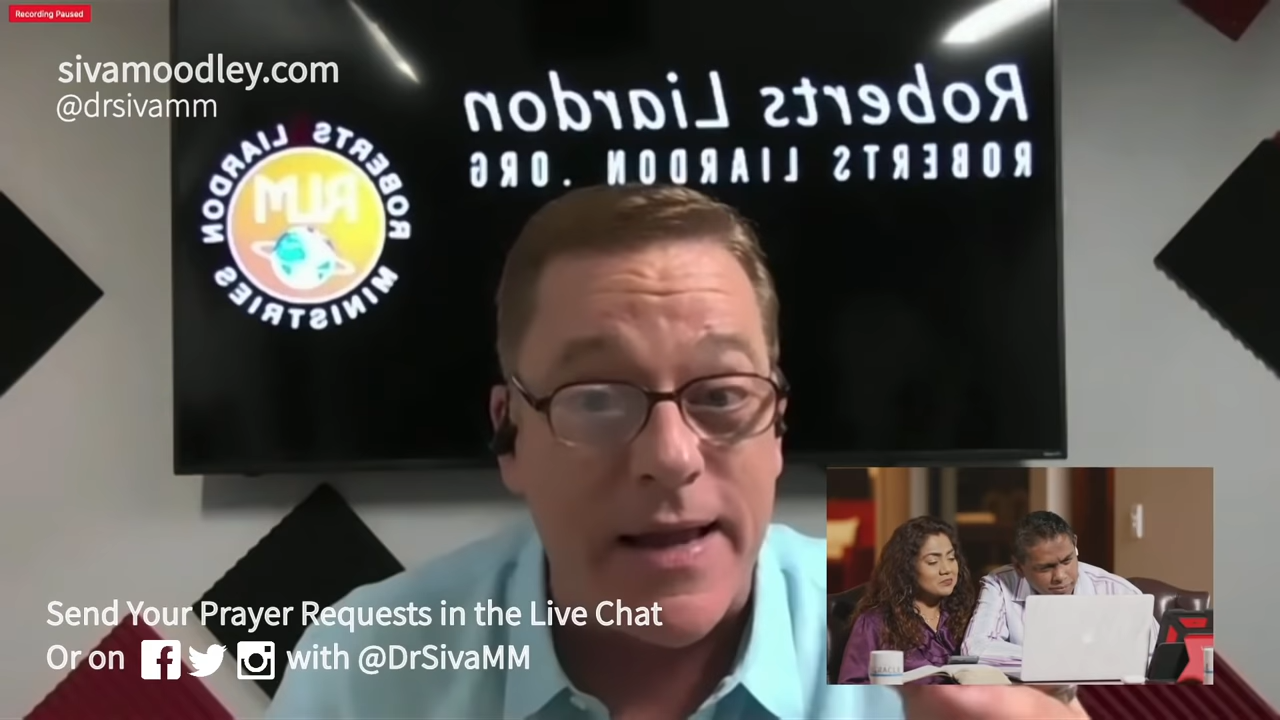 Recording Paused
sivamoodley.com
@drsivamm
Roberts Liardon
ROBERTS LIARDON . ORG
ROBERTS LIARDON MINISTRIES
RLM
Send Your Prayer Requests in the Live Chat
Or on with @DrSivaMM